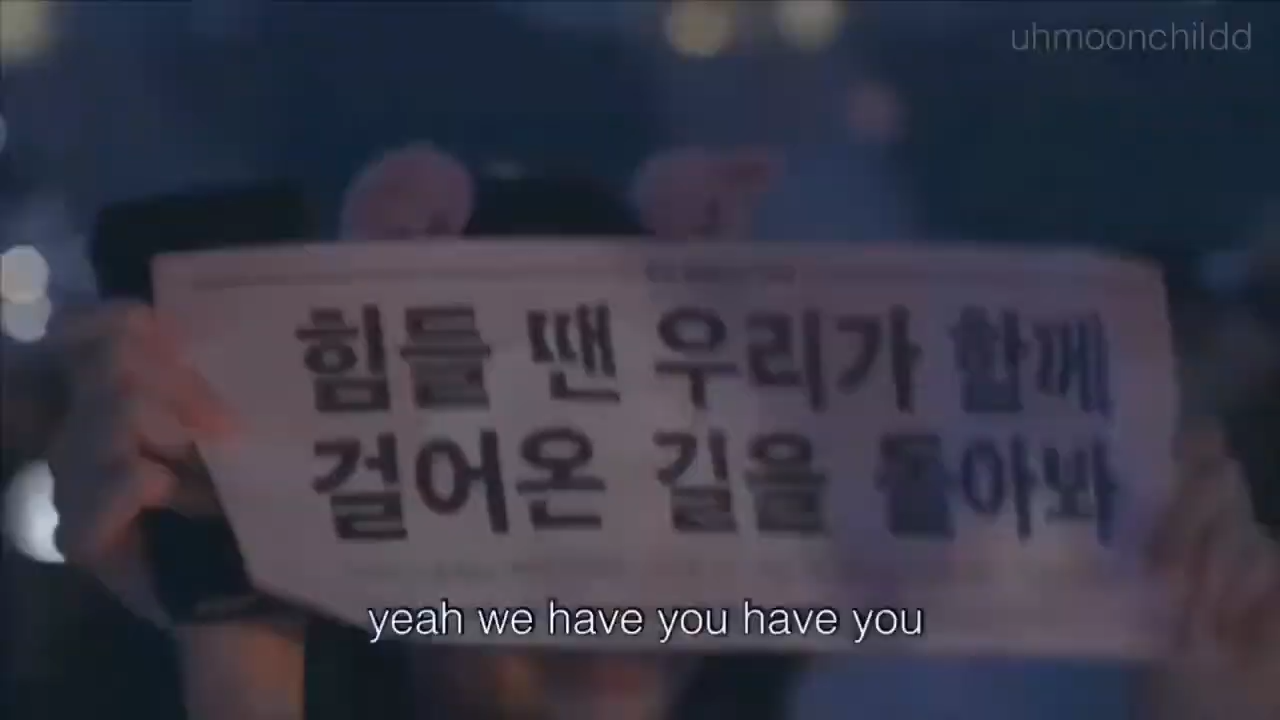 uhmoonchildd
힘들 땐 우리가 함께
걸어온 길을 돌아봐
yeah we have you have you